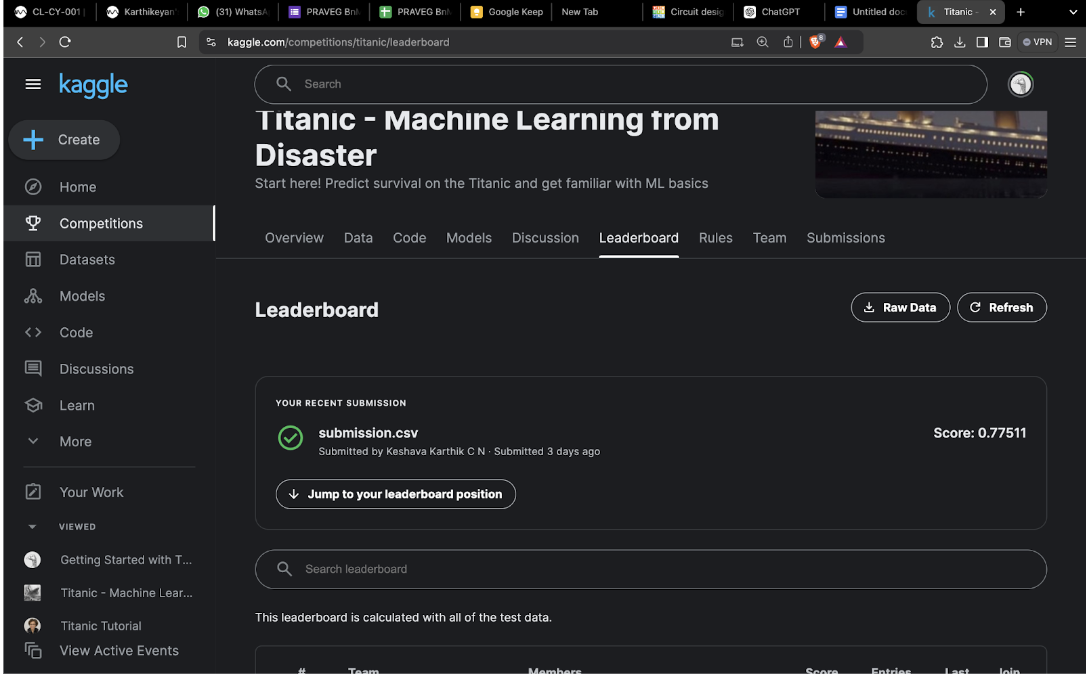 CL-CY-001
Karthikeyan'
(31) WhatsA
PRAVEG BnM
PRAVEG BnM
Google Keep
New Tab
Circuit desig
ChatGPT
Untitled doc
Titanic -
kaggle.com/competitions/titanic/leaderboard
VPN
kaggle
Search
Create
Home
Competitions
Datasets
Models
Code
Discussions
Learn
More
Your Work
VIEWED
Getting Started with T...
Titanic - Machine Lear...
Titanic Tutorial
View Active Events
Titanic - Machine Learning from
Disaster
Start here! Predict survival on the Titanic and get familiar with ML basics
Overview Data Code Models Discussion Leaderboard Rules Team Submissions
Leaderboard
Raw Data
Refresh
YOUR RECENT SUBMISSION
submission.csv
Score: 0.77511
Submitted by Keshava Karthik C N · Submitted 3 days ago
Jump to your leaderboard position
Search leaderboard
This leaderboard is calculated with all of the test data.
# Team Members Score Entries Last Join